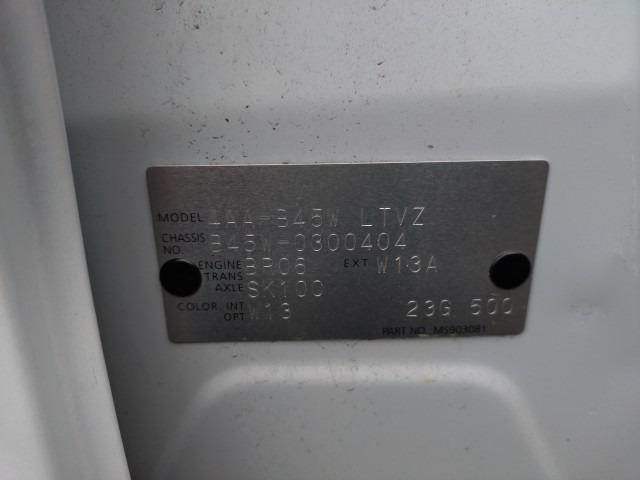 MODEL 4AA-B45W LTVZ
CHASSIS NO. B45W-0300404
ENGINE BR06 EXT W13A
TRANS AXLE SK100
COLOR, INT OPT W13 23G 500
PART NO., MS903081